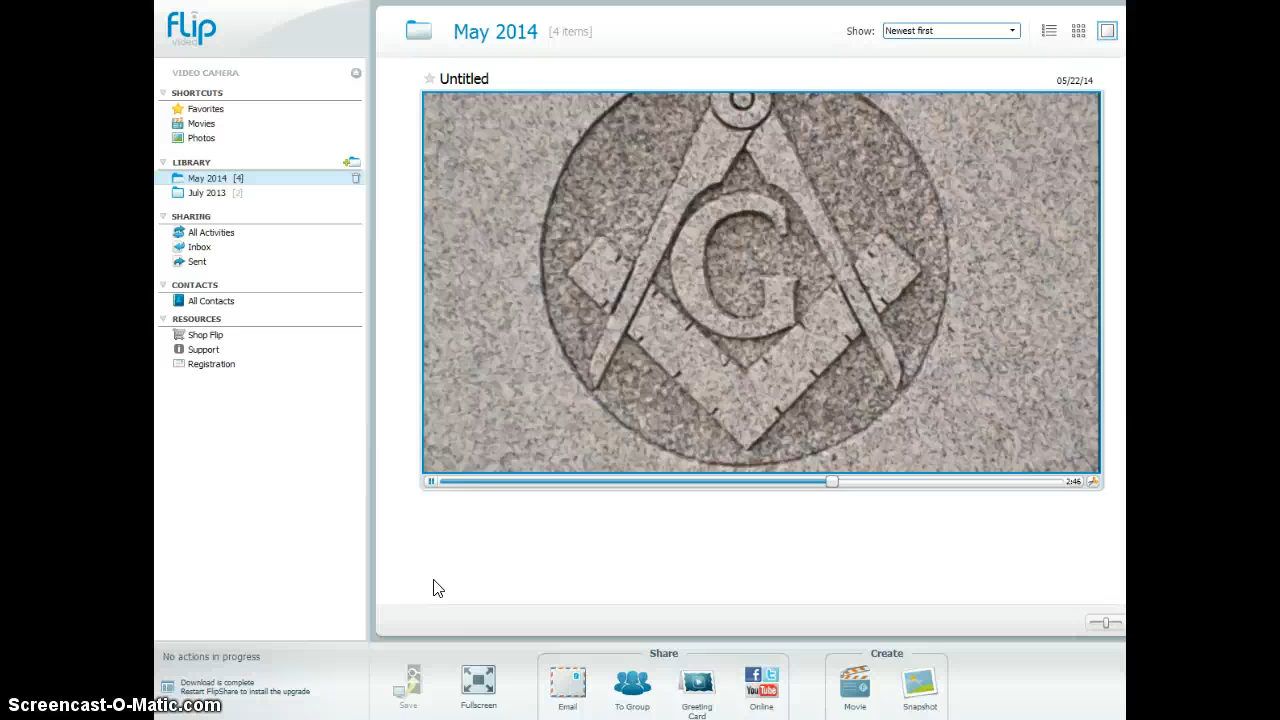 flip
video
VIDEO CAMERA
SHORTCUTS
Favorites
Movies
Photos
LIBRARY
May 2014 [4]
July 2013 [2]
SHARING
All Activities
Inbox
Sent
CONTACTS
All Contacts
RESOURCES
Shop Flip
Support
Registration
May 2014 [4 items]
Show: Newest first
Untitled
05/22/14
G
2:46
No actions in progress
Download is complete
Restart FlipShare to install the upgrade
Save
Fullscreen
Share
Email
To Group
Greeting
Card
f t
You Tube
Online
Create
Movie
Snapshot
Screencast-O-Matic.com